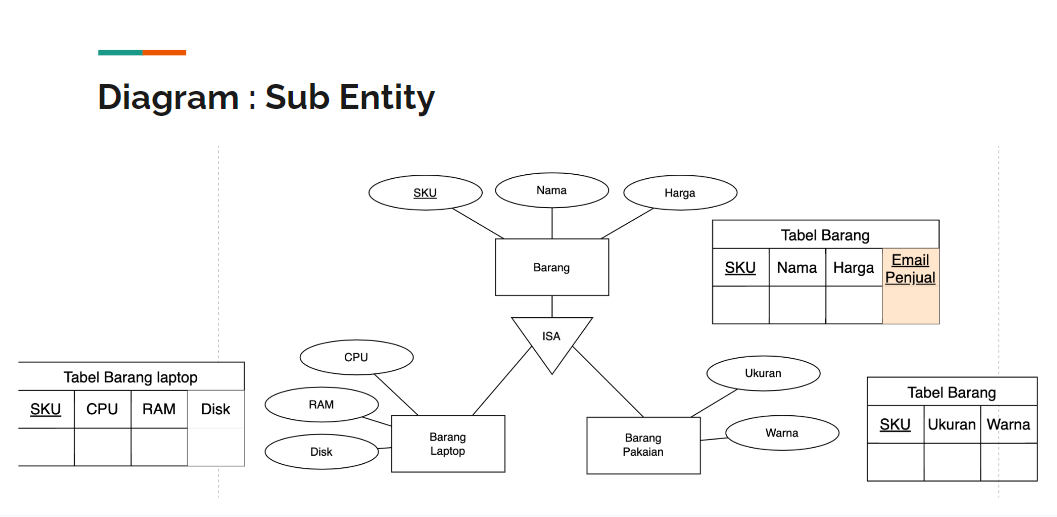 Diagram : Sub Entity
SKU
Nama
Harga
Barang
ISA
Tabel Barang
SKU Nama Harga Email
Penjual
CPU
RAM
Disk
Barang
Laptop
Ukuran
Warna
Barang
Pakaian
Tabel Barang laptop
SKU CPU RAM Disk
Tabel Barang
SKU Ukuran Warna